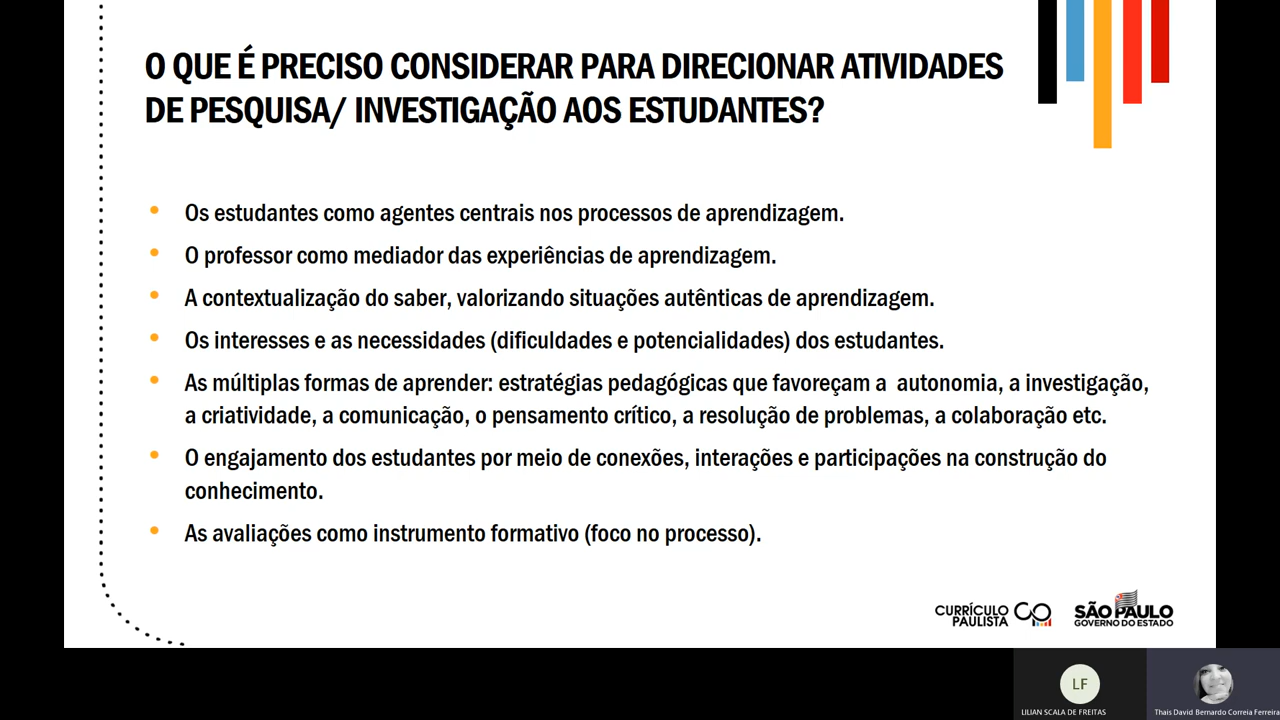 O QUE É PRECISO CONSIDERAR PARA DIRECIONAR ATIVIDADES
DE PESQUISA/ INVESTIGAÇÃO AOS ESTUDANTES?
• Os estudantes como agentes centrais nos processos de aprendizagem.
• O professor como mediador das experiências de aprendizagem.
• A contextualização do saber, valorizando situações autênticas de aprendizagem.
• Os interesses e as necessidades (dificuldades e potencialidades) dos estudantes.
• As múltiplas formas de aprender: estratégias pedagógicas que favoreçam a autonomia, a investigação,
a criatividade, a comunicação, o pensamento crítico, a resolução de problemas, a colaboração etc.
• O engajamento dos estudantes por meio de conexões, interações e participações na construção do
conhecimento.
• As avaliações como instrumento formativo (foco no processo).
CURRÍCULO
PAULISTA
SÃO PAULO
GOVERNO DO ESTADO
LF
LILIAN SCALA DE FREITAS
Thais David Bernardo Correia Ferreira